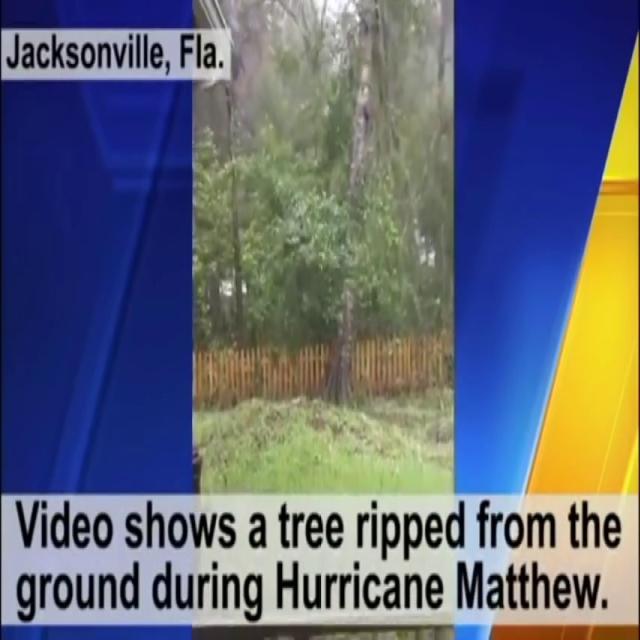 Jacksonville, Fla.
Video shows a tree ripped from the
ground during Hurricane Matthew.